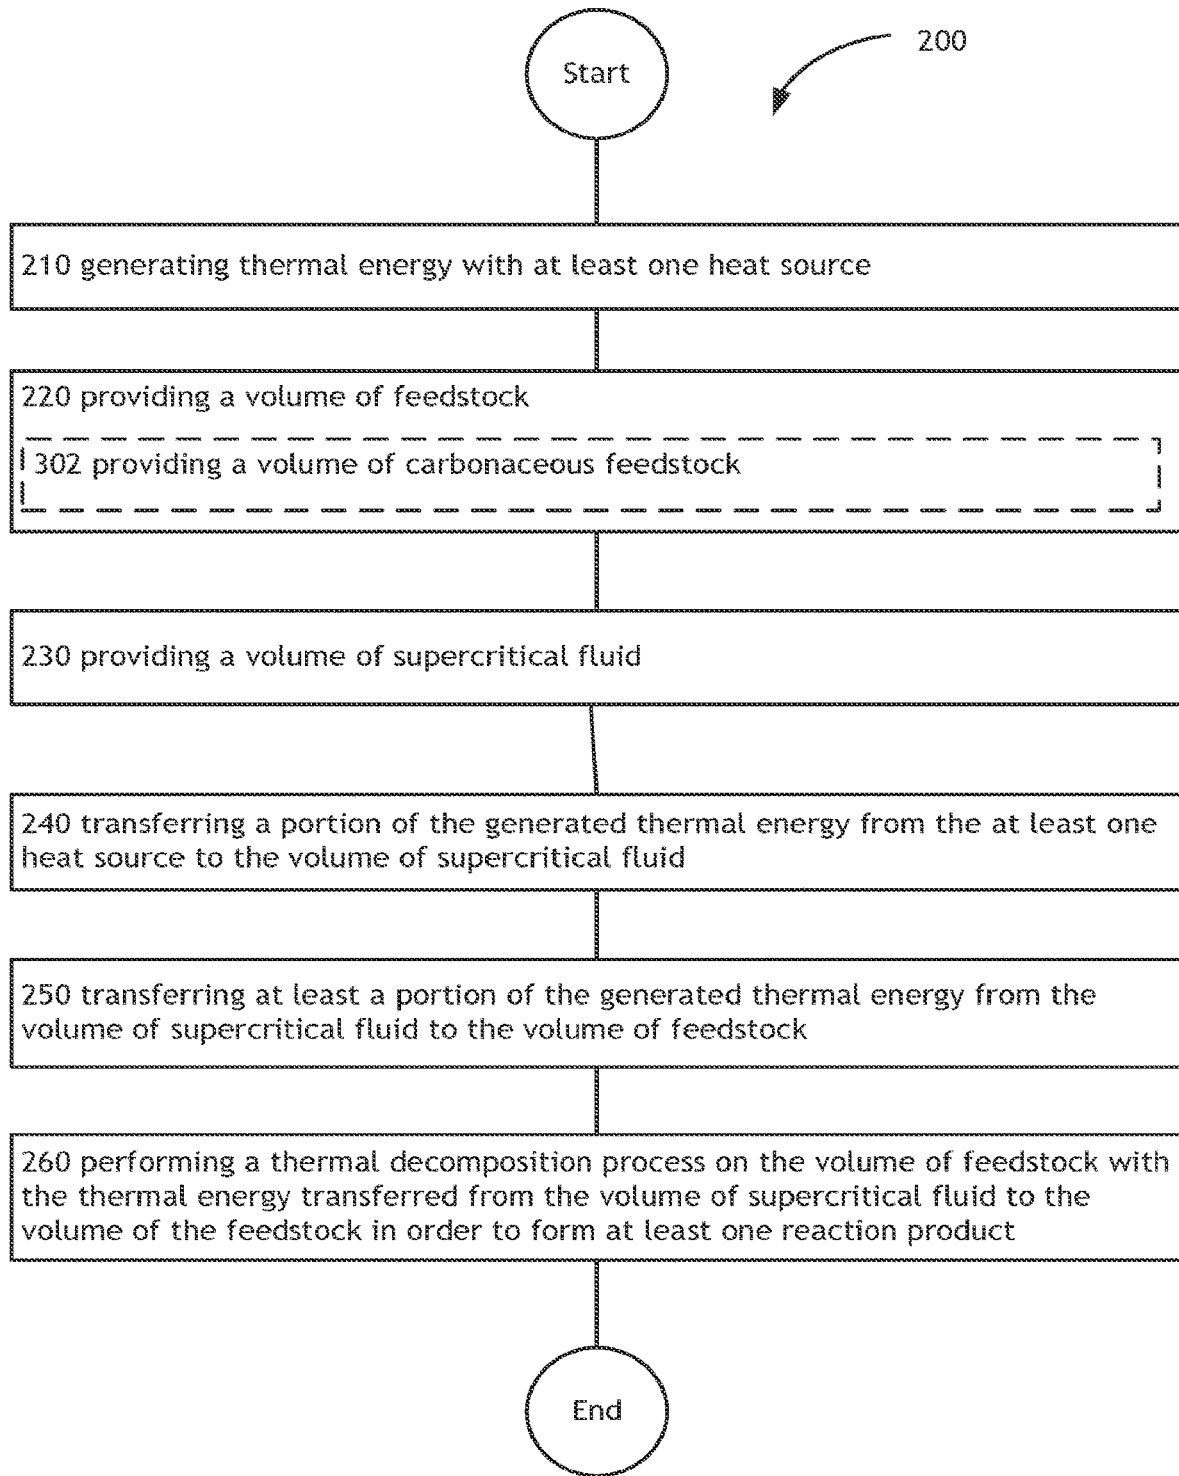 200
Start
210 generating thermal energy with at least one heat source
220 providing a volume of feedstock
302 providing a volume of carbonaceous feedstock
230 providing a volume of supercritical fluid
240 transferring a portion of the generated thermal energy from the at least one
heat source to the volume of supercritical fluid
250 transferring at least a portion of the generated thermal energy from the
volume of supercritical fluid to the volume of feedstock
260 performing a thermal decomposition process on the volume of feedstock with
the thermal energy transferred from the volume of supercritical fluid to the
volume of the feedstock in order to form at least one reaction product
End